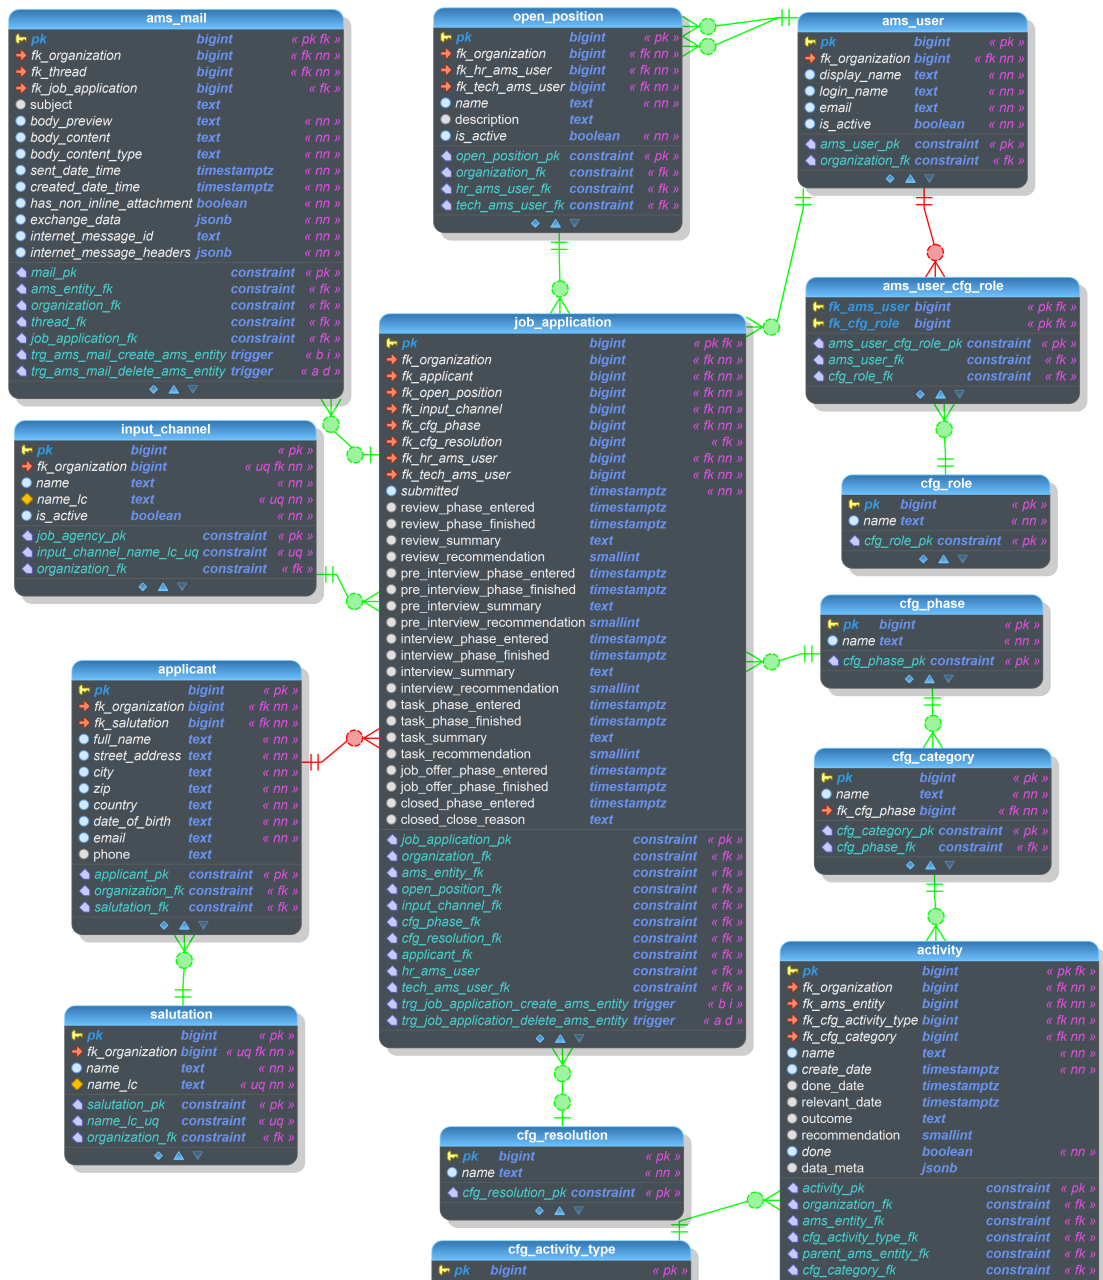 ams_mail
pk bigint « pk fk »
fk_organization bigint « fk nn »
fk_thread bigint « fk nn »
fk_job_application bigint « fk »
subject text
body_preview text « nn »
body_content text « nn »
body_content_type text « nn »
sent_date_time timestamptz « nn »
created_date_time timestamptz « nn »
has_non_inline_attachment boolean « nn »
exchange_data jsonb « nn »
internet_message_id text « nn »
internet_message_headers jsonb « nn »
mail_pk constraint « pk »
ams_entity_fk constraint « fk »
organization_fk constraint « fk »
thread_fk constraint « fk »
job_application_fk constraint « fk »
trg_ams_mail_create_ams_entity trigger « b i »
trg_ams_mail_delete_ams_entity trigger « a d »
open_position
pk bigint « pk »
fk_organization bigint « fk nn »
fk_hr_ams_user bigint « fk nn »
fk_tech_ams_user bigint « fk nn »
name text « nn »
description text
is_active boolean « nn »
open_position_pk constraint « pk »
organization_fk constraint « fk »
hr_ams_user_fk constraint « fk »
tech_ams_user_fk constraint « fk »
ams_user
pk bigint « pk »
fk_organization bigint « fk nn »
display_name text « nn »
login_name text « nn »
email text « nn »
is_active boolean « nn »
ams_user_pk constraint « pk »
organization_fk constraint « fk »
ams_user_cfg_role
fk_ams_user bigint « pk fk »
fk_cfg_role bigint « pk fk »
ams_user_cfg_role_pk constraint « pk »
ams_user_fk constraint « fk »
cfg_role_fk constraint « fk »
job_application
pk bigint « pk fk »
fk_organization bigint « fk nn »
fk_applicant bigint « fk nn »
fk_open_position bigint « fk nn »
fk_input_channel bigint « fk nn »
fk_cfg_phase bigint « fk nn »
fk_cfg_resolution bigint « fk »
fk_hr_ams_user bigint « fk nn »
fk_tech_ams_user bigint « fk nn »
submitted timestamptz « nn »
review_phase_entered timestamptz
review_phase_finished timestamptz
review_summary text
review_recommendation smallint
pre_interview_phase_entered timestamptz
pre_interview_phase_finished timestamptz
pre_interview_summary text
pre_interview_recommendation smallint
interview_phase_entered timestamptz
interview_phase_finished timestamptz
interview_summary text
interview_recommendation smallint
task_phase_entered timestamptz
task_phase_finished timestamptz
task_summary text
task_recommendation smallint
job_offer_phase_entered timestamptz
job_offer_phase_finished timestamptz
closed_phase_entered timestamptz
closed_close_reason text
job_application_pk constraint « pk »
organization_fk constraint « fk »
ams_entity_fk constraint « fk »
open_position_fk constraint « fk »
input_channel_fk constraint « fk »
cfg_phase_fk constraint « fk »
cfg_resolution_fk constraint « fk »
applicant_fk constraint « fk »
hr_ams_user constraint « fk »
tech_ams_user_fk constraint « fk »
trg_job_application_create_ams_entity trigger « b i »
trg_job_application_delete_ams_entity trigger « a d »
input_channel
pk bigint « pk »
fk_organization bigint « uq fk nn »
name text « nn »
name_lc text « uq nn »
is_active boolean « nn »
job_agency_pk constraint « pk »
input_channel_name_lc_uq constraint « uq »
organization_fk constraint « fk »
cfg_role
pk bigint « pk »
name text « nn »
cfg_role_pk constraint « pk »
cfg_phase
pk bigint « pk »
name text « nn »
cfg_phase_pk constraint « pk »
applicant
pk bigint « pk »
fk_organization bigint « fk nn »
fk_salutation bigint « fk nn »
full_name text « nn »
street_address text « nn »
city text « nn »
zip text « nn »
country text « nn »
date_of_birth text « nn »
email text « nn »
phone text
applicant_pk constraint « pk »
organization_fk constraint « fk »
salutation_fk constraint « fk »
cfg_category
pk bigint « pk »
name text « nn »
fk_cfg_phase bigint « fk nn »
cfg_category_pk constraint « pk »
cfg_phase_fk constraint « fk »
activity
pk bigint « pk fk »
fk_organization bigint « fk nn »
fk_ams_entity bigint « fk nn »
fk_cfg_activity_type bigint « fk nn »
fk_cfg_category bigint « fk nn »
name text « nn »
create_date timestamptz « nn »
done_date timestamptz
relevant_date timestamptz
outcome text
recommendation smallint
done boolean « nn »
data_meta jsonb
activity_pk constraint « pk »
organization_fk constraint « fk »
ams_entity_fk constraint « fk »
cfg_activity_type_fk constraint « fk »
parent_ams_entity_fk constraint « fk »
cfg_category_fk constraint « fk »
salutation
pk bigint « pk »
fk_organization bigint « uq fk nn »
name text « nn »
name_lc text « uq nn »
salutation_pk constraint « pk »
name_lc_uq constraint « uq »
organization_fk constraint « fk »
cfg_resolution
pk bigint « pk »
name text « nn »
cfg_resolution_pk constraint « pk »
cfg_activity_type
pk bigint « pk »